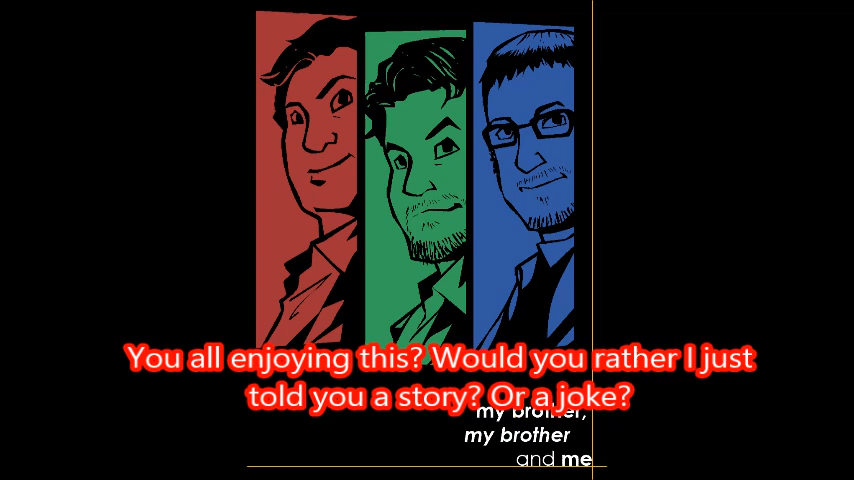 You all enjoying this? Would you rather I just
told you a story? Or a joke?
my brother,
my brother
and me